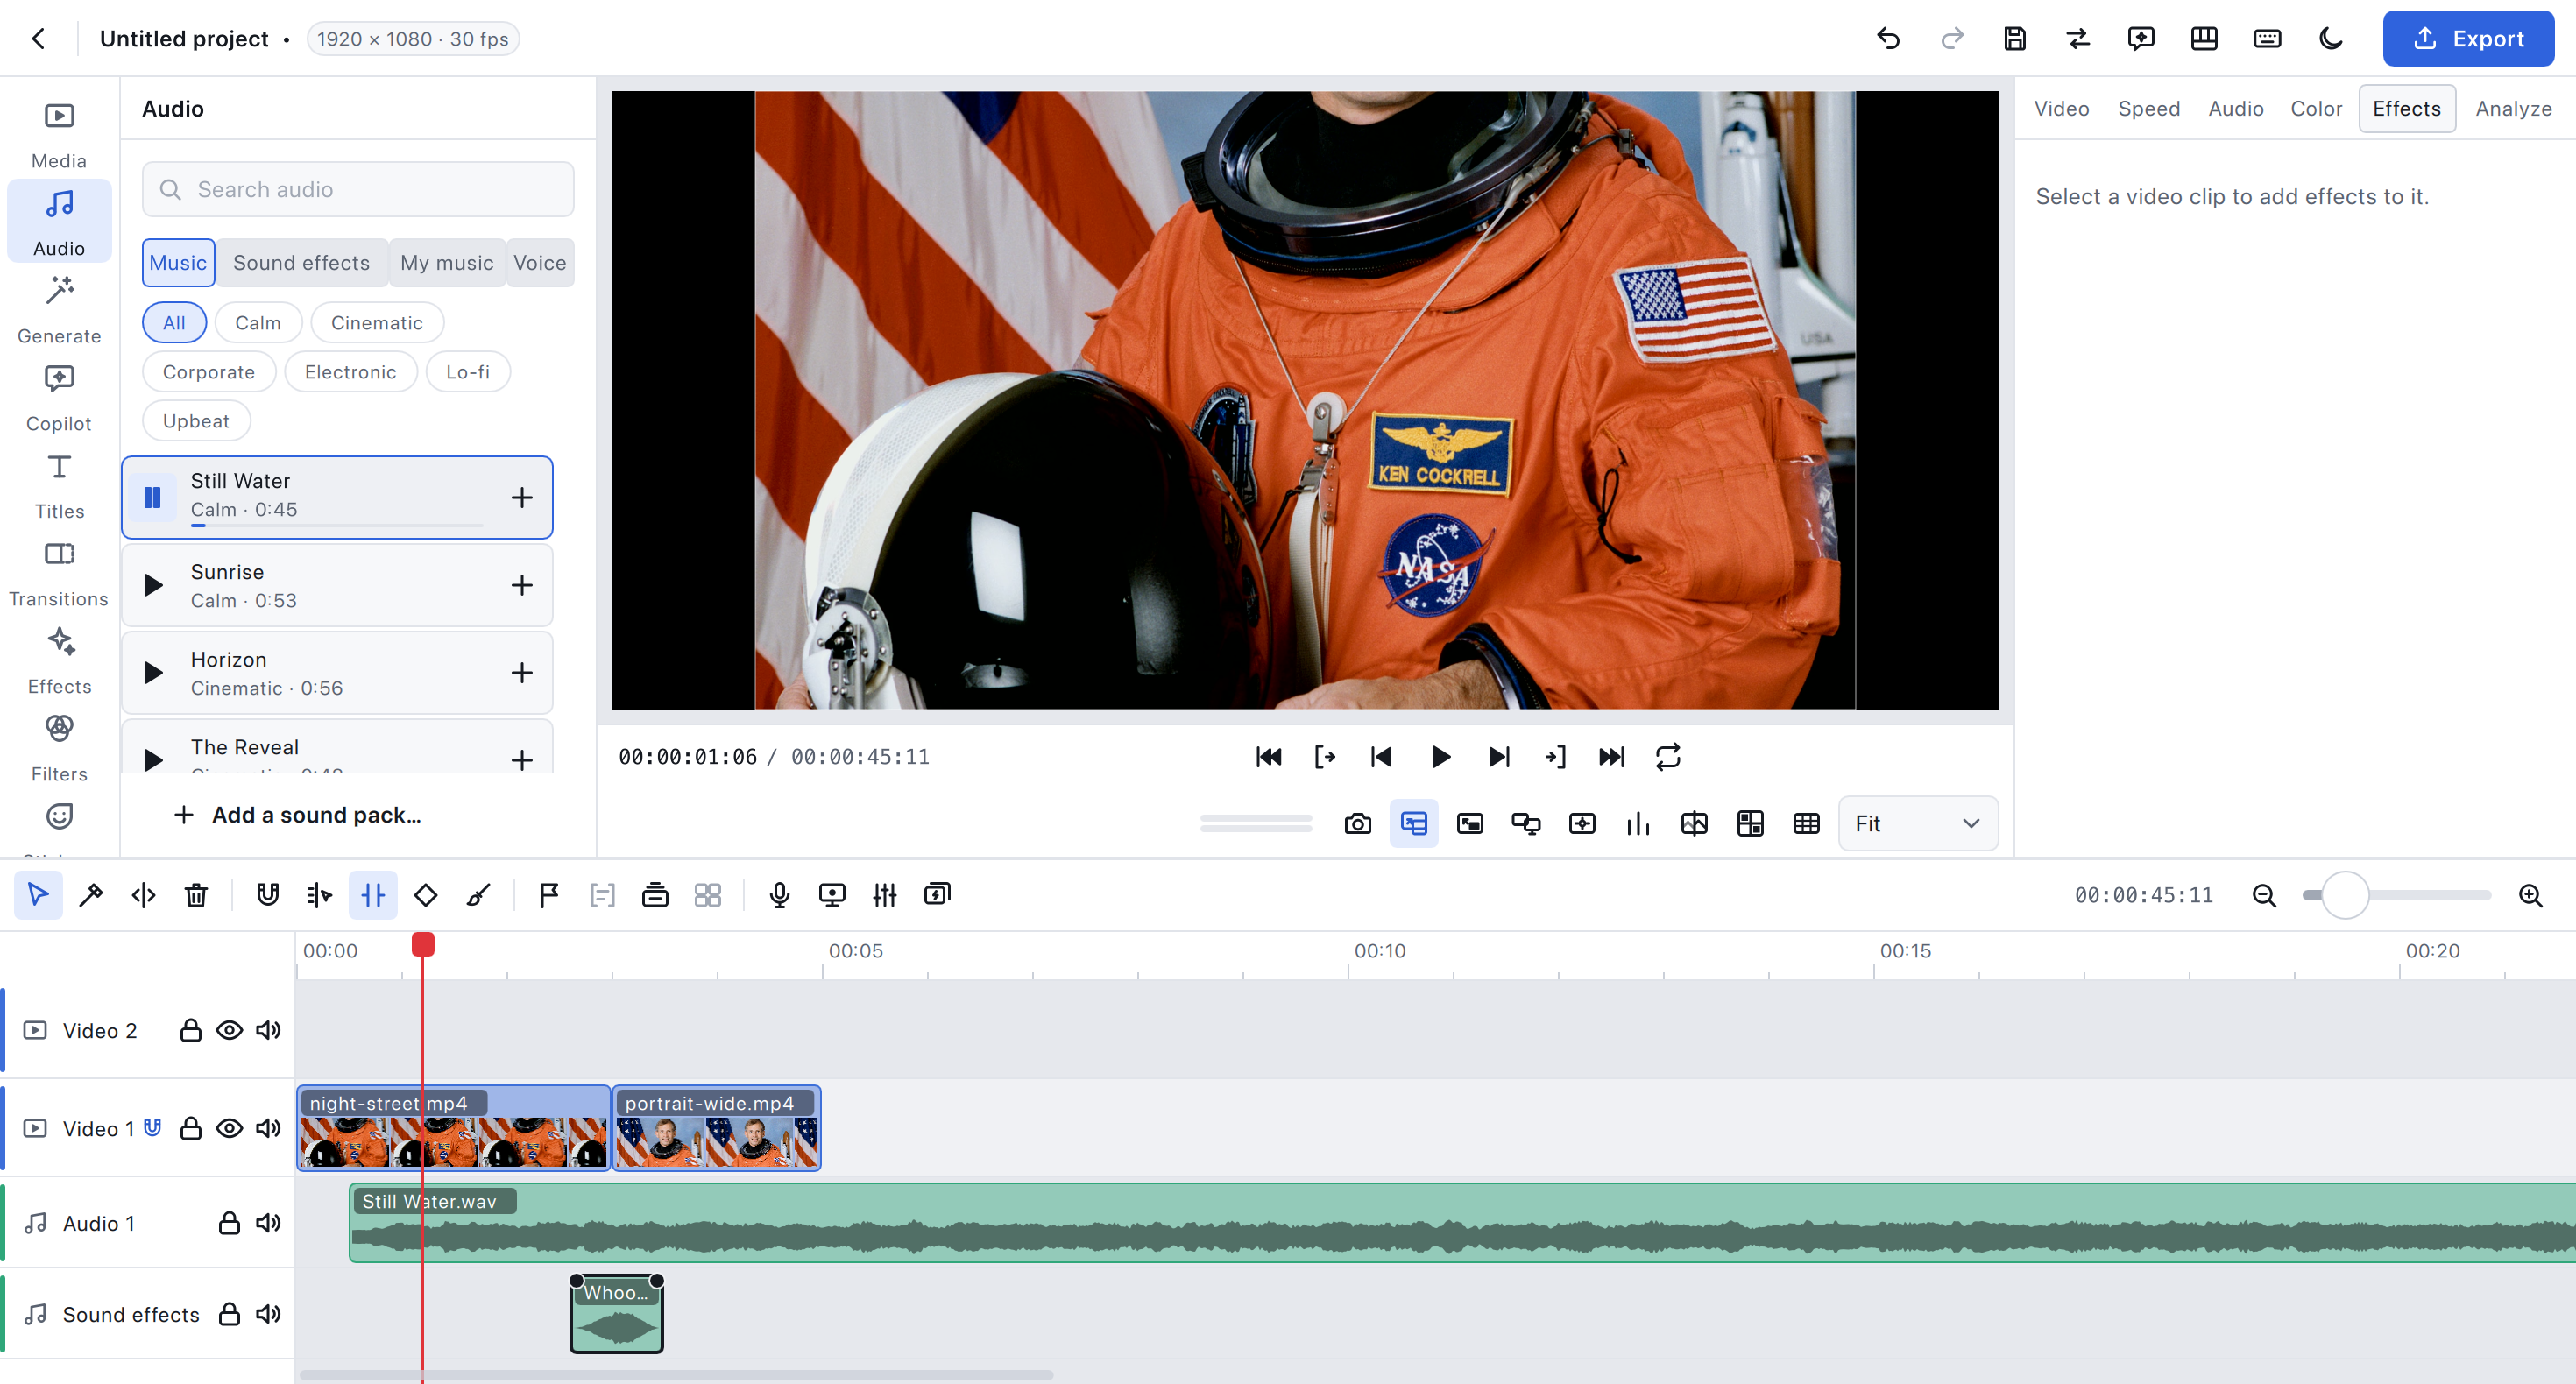 Untitled project •
1920 × 1080 · 30 fps
Export
Media
Audio
Generate
Copilot
Titles
Transitions
Effects
Filters
Audio
Search audio
Music
Sound effects
My music
Voice
All
Calm
Cinematic
Corporate
Electronic
Lo-fi
Upbeat
Still Water
Calm · 0:45
Sunrise
Calm · 0:53
Horizon
Cinematic · 0:56
The Reveal
Add a sound pack…
USA
KEN COCKRELL
NASA
00:00:01:06 / 00:00:45:11
Fit
Video
Speed
Audio
Color
Effects
Analyze
Select a video clip to add effects to it.
00:00:45:11
00:00
00:05
00:10
00:15
00:20
Video 2
Video 1
night-street.mp4
portrait-wide.mp4
Audio 1
Still Water.wav
Sound effects
Whoo…